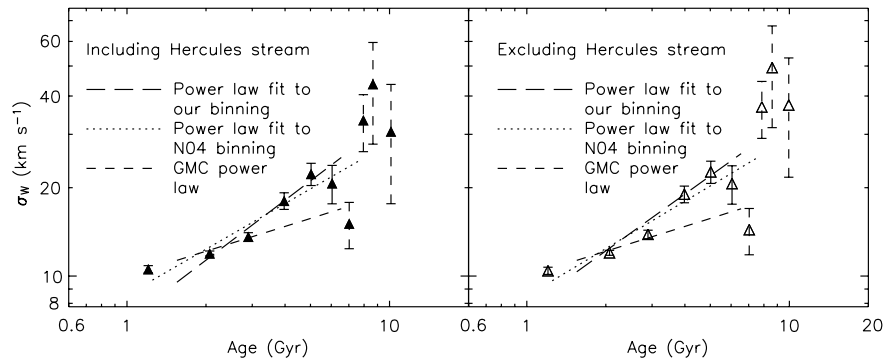 60
40
20
10
8
σW (km s−1)
Including Hercules stream
Power law fit to
our binning
Power law fit to
N04 binning
GMC power
law
0.6 1 10
Age (Gyr)
Excluding Hercules stream
Power law fit to
our binning
Power law fit to
N04 binning
GMC power
law
0.6 1 10 20
Age (Gyr)